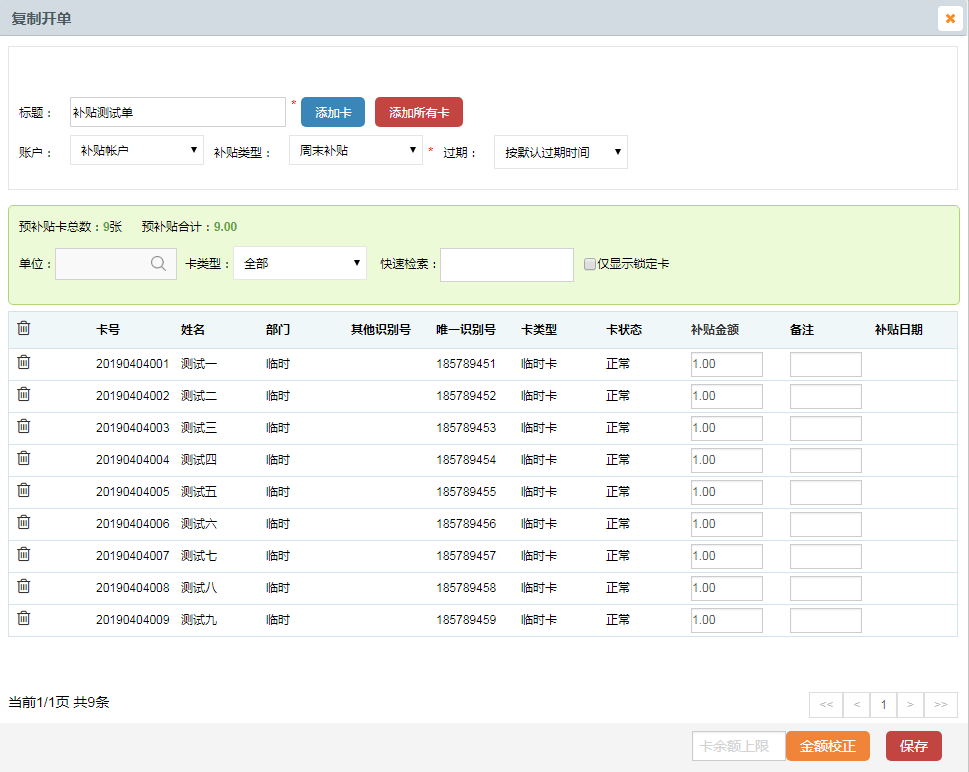 复制开单
标题： 补贴测试单 * 添加卡 添加所有卡
账户： 补贴帐户 补贴类型： 周末补贴 * 过期： 按默认过期时间
预补贴卡总数：9张 预补贴合计：9.00
单位： 卡类型： 全部 快速检索： 仅显示锁定卡
卡号 姓名 部门 其他识别号 唯一识别号 卡类型 卡状态 补贴金额 备注 补贴日期
20190404001 测试一 临时 185789451 临时卡 正常 1.00
20190404002 测试二 临时 185789452 临时卡 正常 1.00
20190404003 测试三 临时 185789453 临时卡 正常 1.00
20190404004 测试四 临时 185789454 临时卡 正常 1.00
20190404005 测试五 临时 185789455 临时卡 正常 1.00
20190404006 测试六 临时 185789456 临时卡 正常 1.00
20190404007 测试七 临时 185789457 临时卡 正常 1.00
20190404008 测试八 临时 185789458 临时卡 正常 1.00
20190404009 测试九 临时 185789459 临时卡 正常 1.00
当前1/1页 共9条 << < 1 > >>
卡余额上限 金额校正 保存